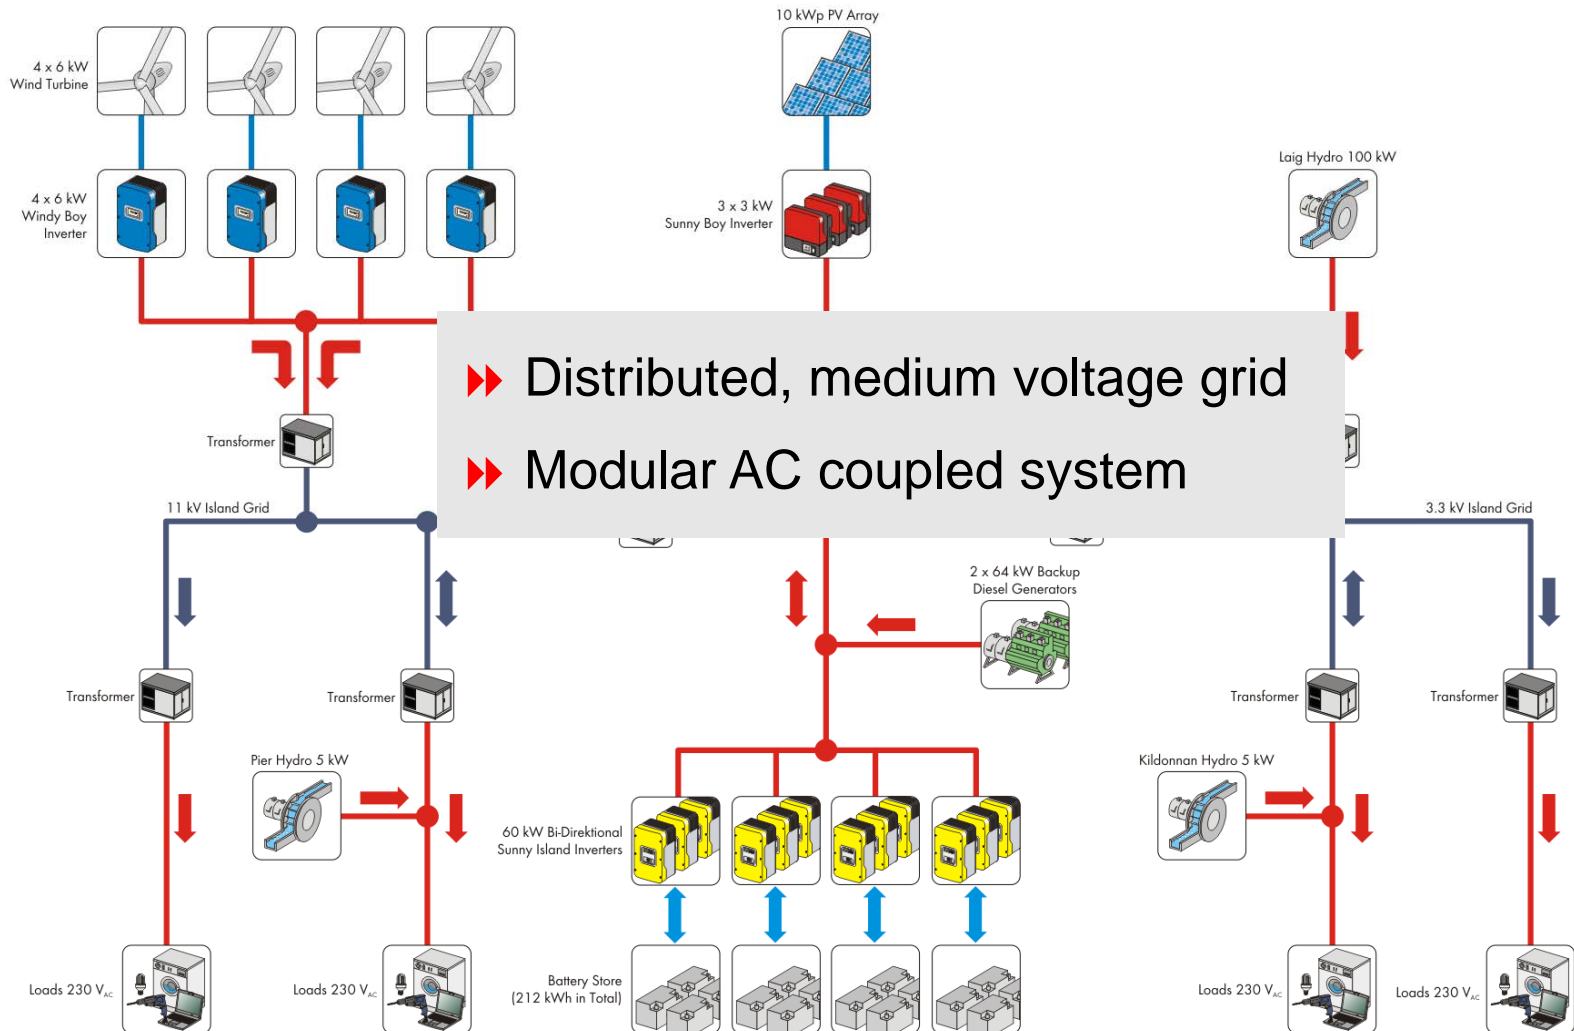 10 kWp PV Array
4 x 6 kW
Wind Turbine
Laig Hydro 100 kW
4 x 6 kW
Windy Boy
Inverter
3 x 3 kW
Sunny Boy Inverter
Distributed, medium voltage grid
Modular AC coupled system
Transformer
11 kV Island Grid
3.3 kV Island Grid
2 x 64 kW Backup
Diesel Generators
Transformer
Transformer
Transformer
Transformer
Pier Hydro 5 kW
Kildonnan Hydro 5 kW
60 kW Bi-Direktional
Sunny Island Inverters
Loads 230 VAC
Loads 230 VAC
Battery Store
(212 kWh in Total)
Loads 230 VAC
Loads 230 VAC